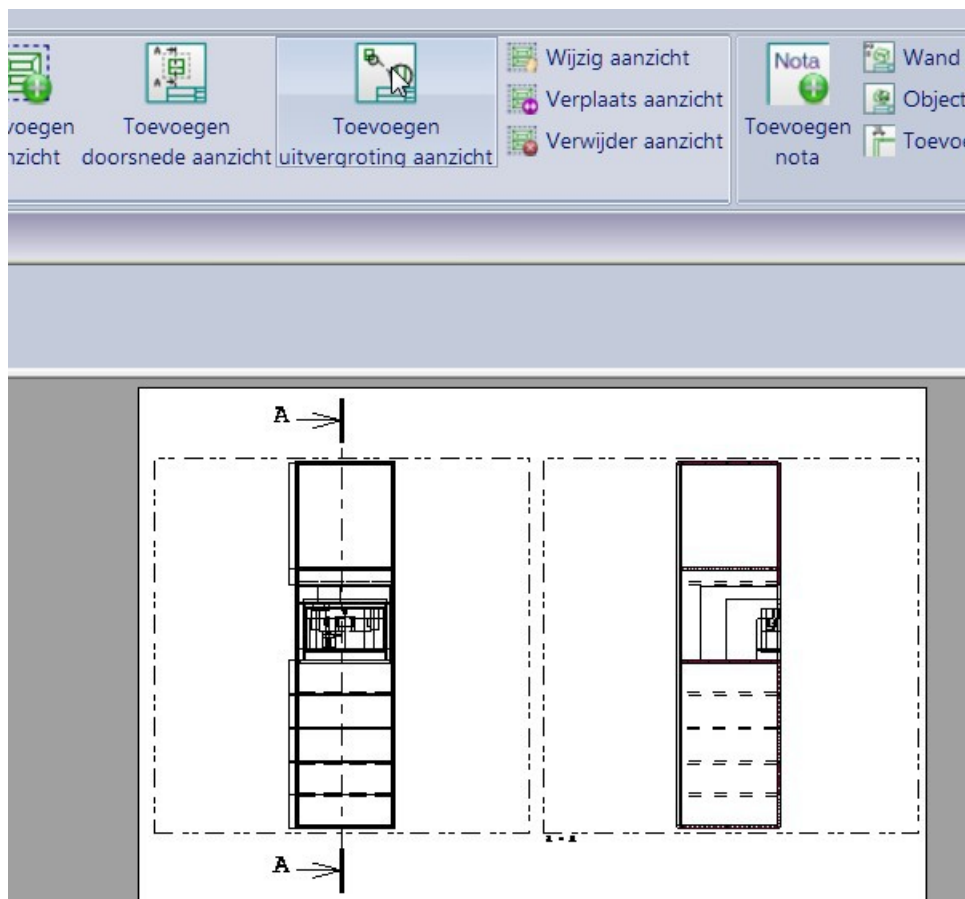 voegen
nzicht
Toevoegen
doorsnede aanzicht
Toevoegen
uitvergroting aanzicht
Wijzig aanzicht
Verplaats aanzicht
Verwijder aanzicht
Nota
Toevoegen
nota
Wand
Object
Toevoe
A
A